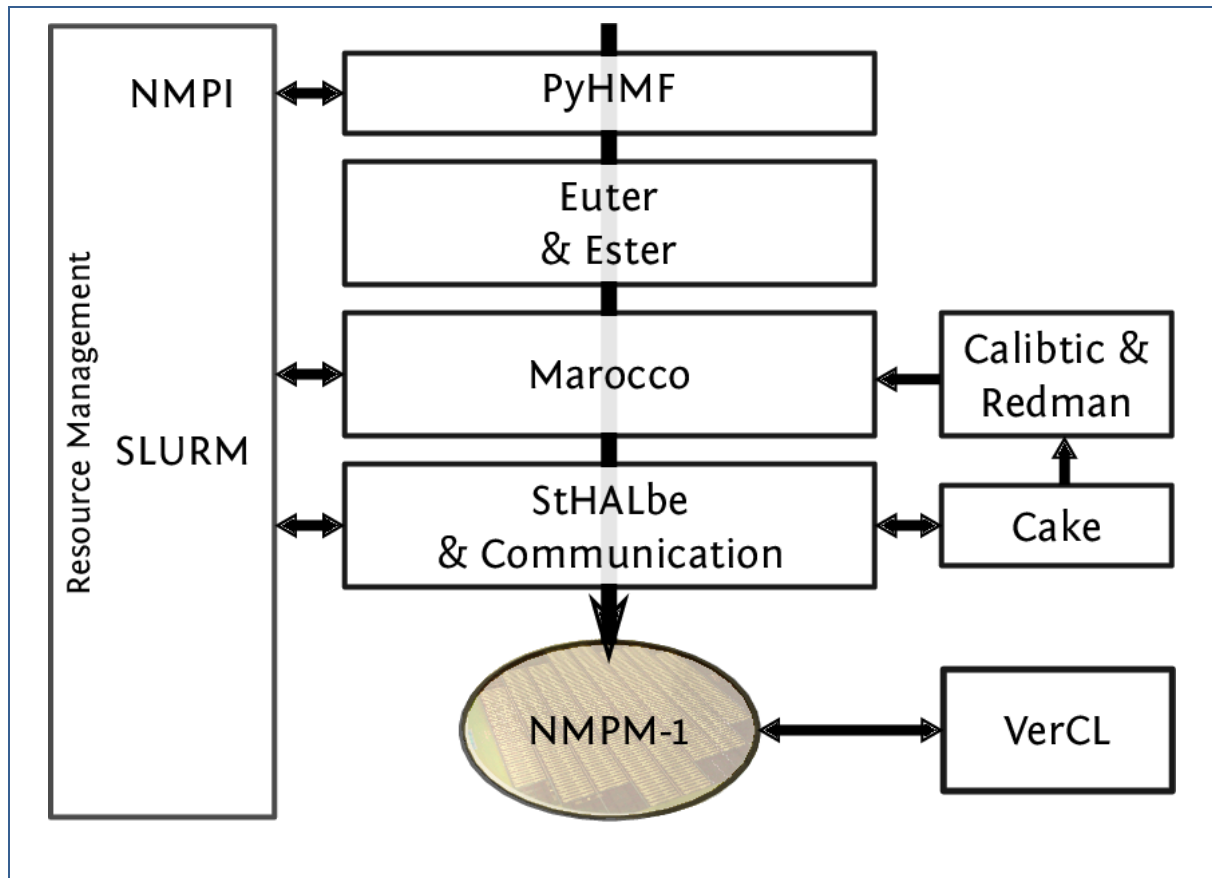 Resource Management
NMPI
SLURM
PyHMF
Euter
& Ester
Marocco
StHALbe
& Communication
Calibtic &
Redman
Cake
NMPM-1
VerCL